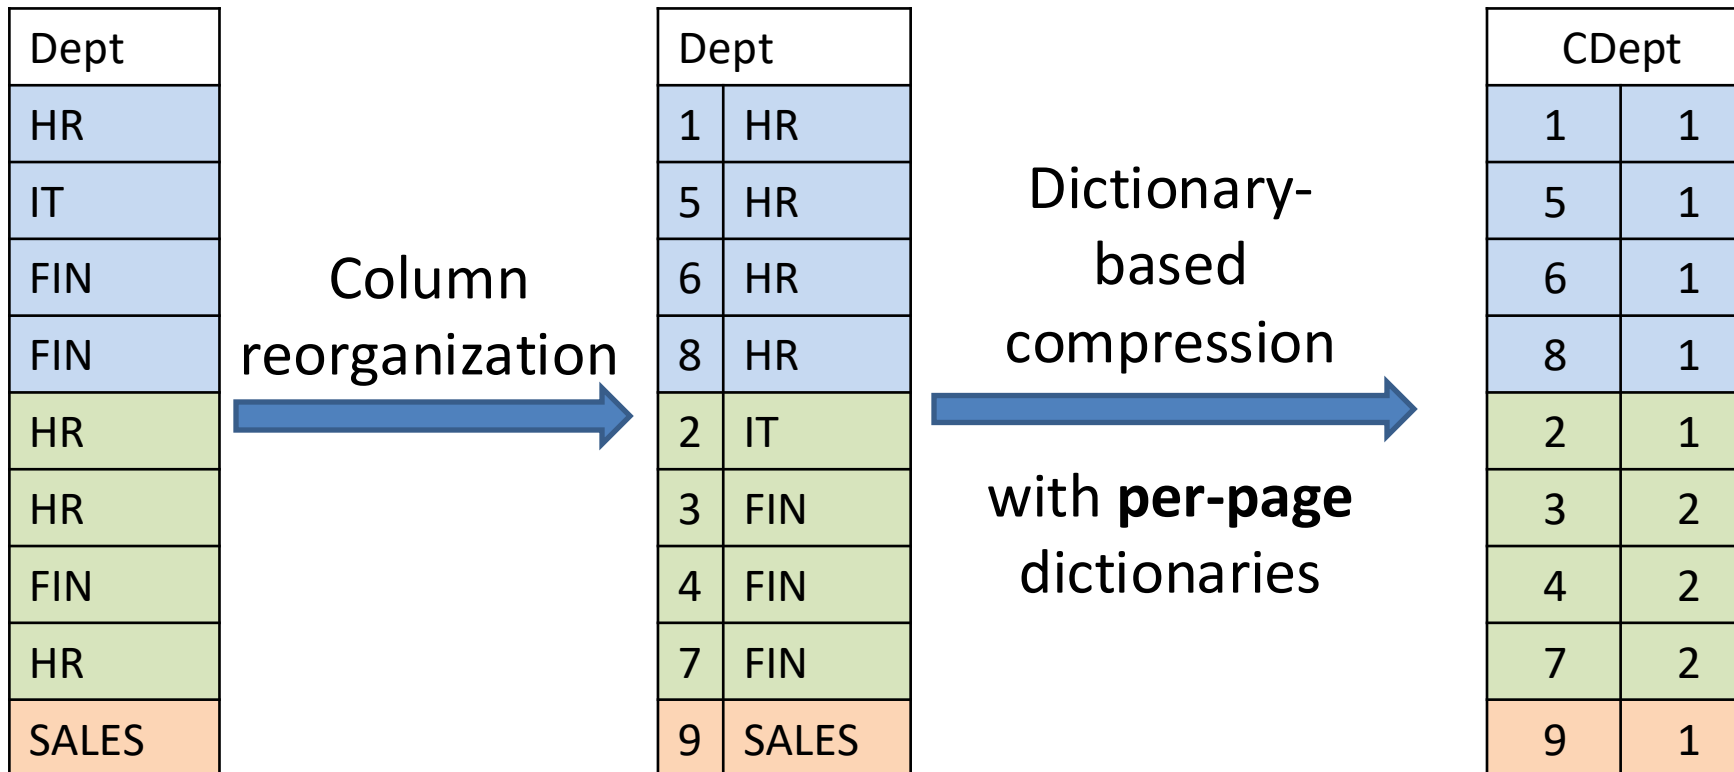 Dept
HR
IT
FIN
FIN
HR
HR
FIN
HR
SALES
Column
reorganization
Dept
1 HR
5 HR
6 HR
8 HR
2 IT
3 FIN
4 FIN
7 FIN
9 SALES
Dictionary-
based
compression
with per-page
dictionaries
CDept
1 1
5 1
6 1
8 1
2 1
3 2
4 2
7 2
9 1